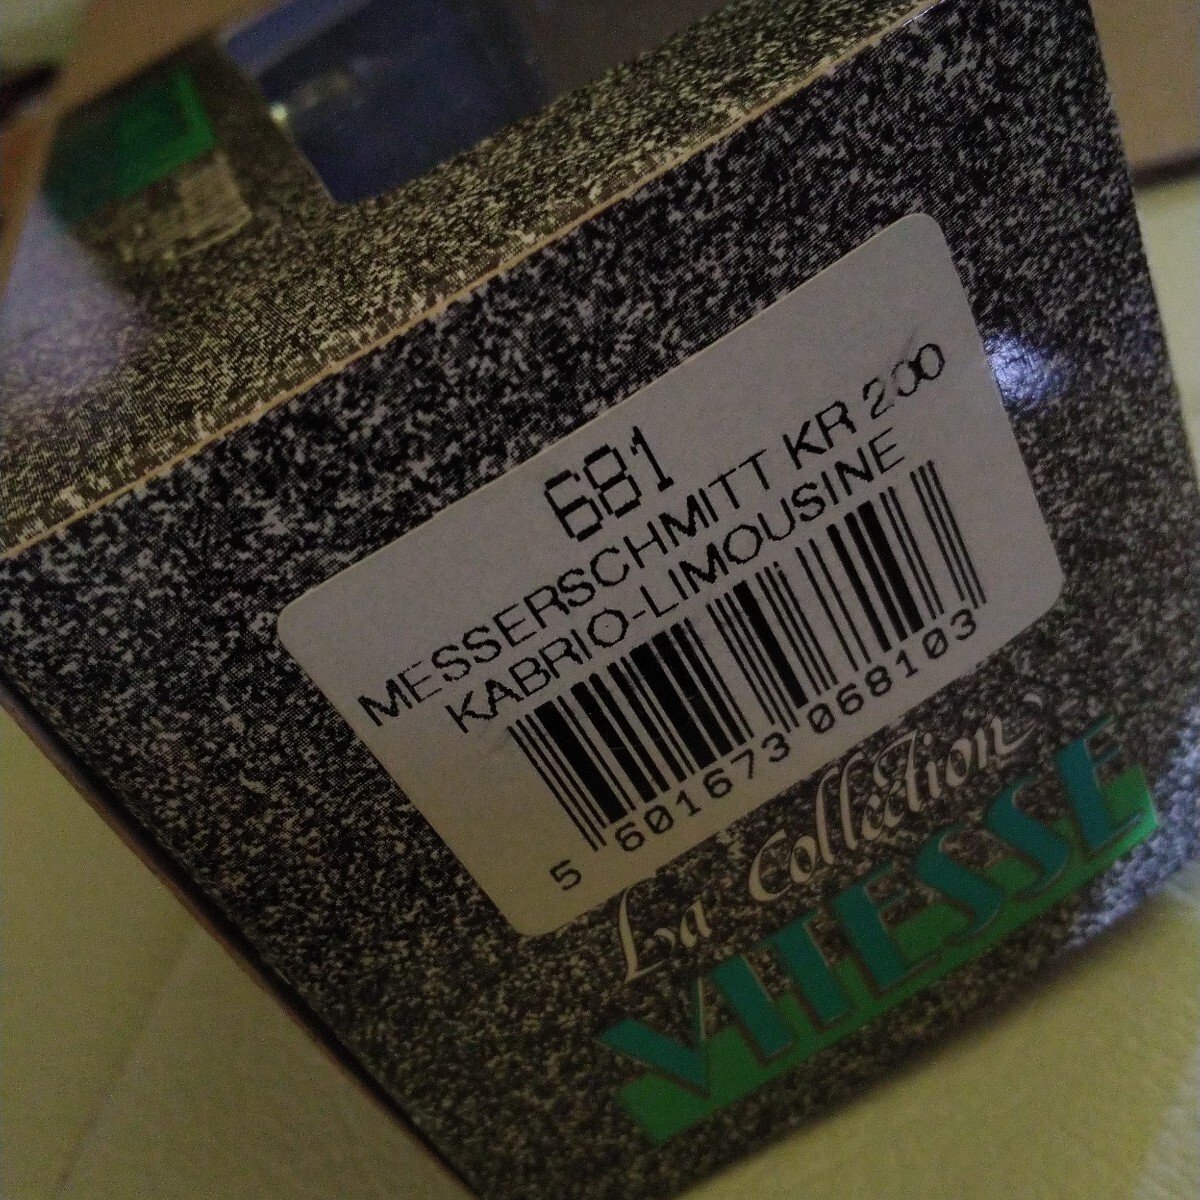 681
MESSERSCHMITT KR 200
KABRIO-LIMOUSINE
5 601673 068103
La Collection
VITESSE